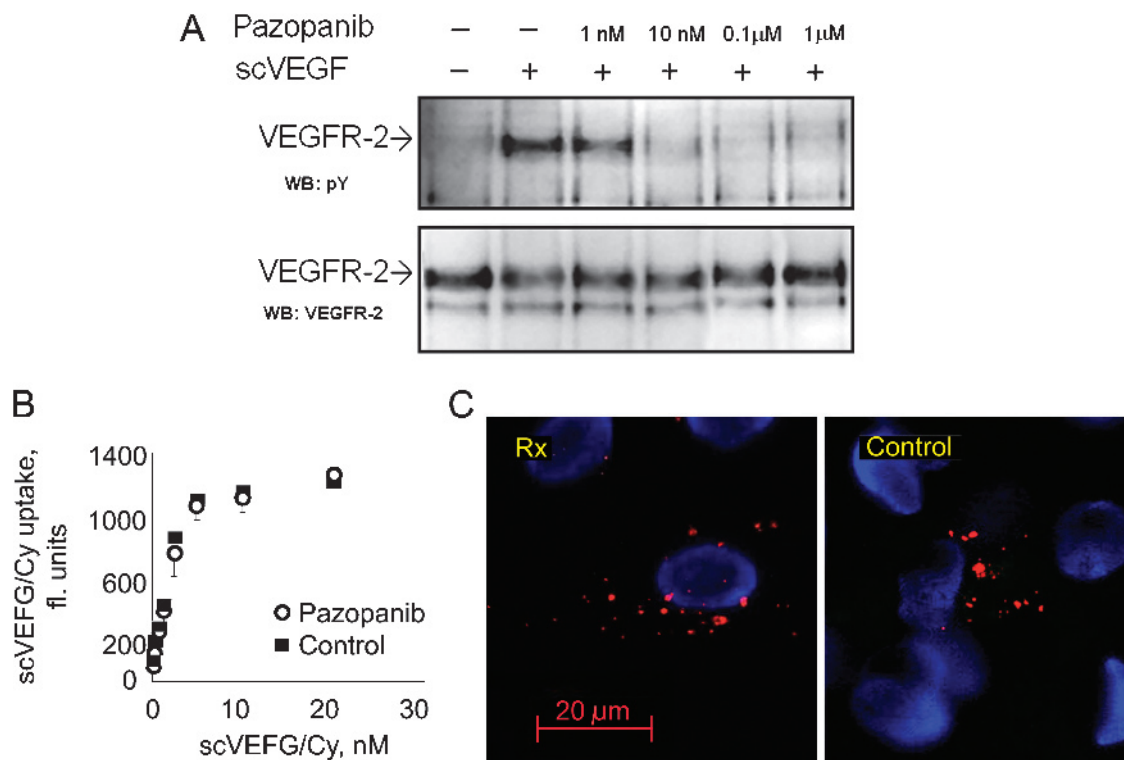 A
Pazopanib – – 1 nM 10 nM 0.1µM 1µM
scVEGF – + + + + +
VEGFR-2→
WB: pY
VEGFR-2→
WB: VEGFR-2
B
scVEFG/Cy uptake,
fl. units
1400
1000
600
200
0
Pazopanib
Control
0 10 20 30
scVEFG/Cy, nM
C
Rx
20 µm
Control